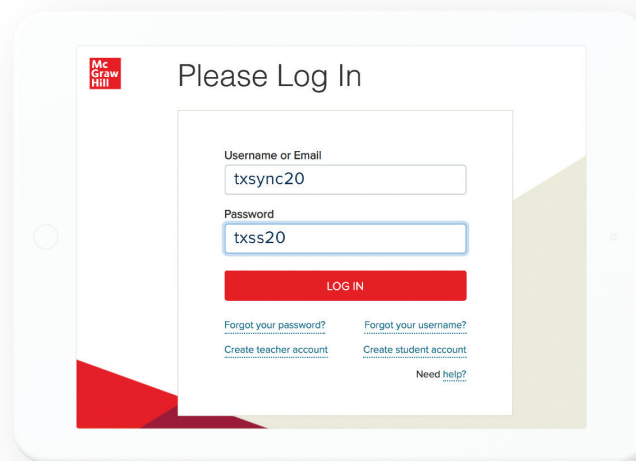 Mc
Graw
Hill
Please Log In
Username or Email
txsync20
Password
txss20
LOG IN
Forgot your password? Forgot your username?
Create teacher account Create student account
Need help?